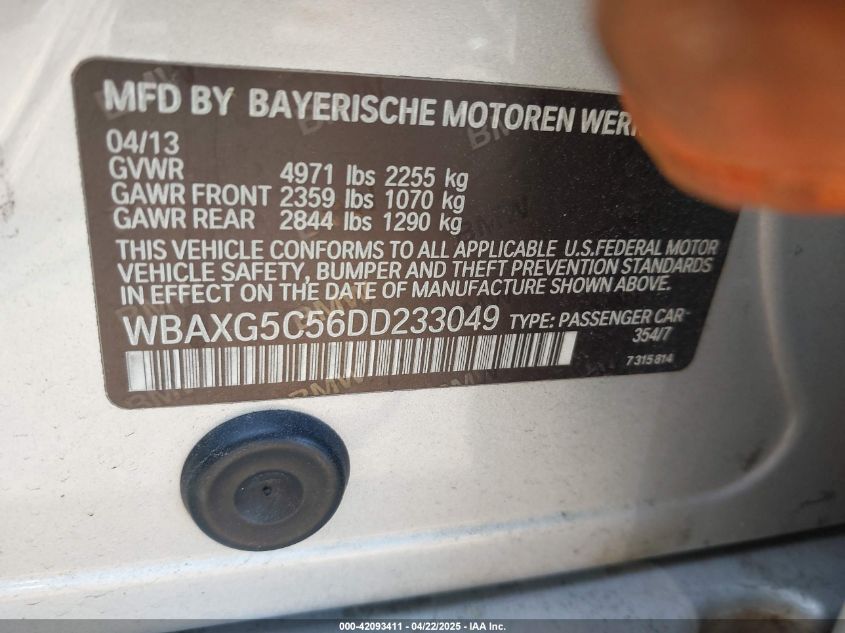 MFD BY BAYERISCHE MOTOREN
04/13
GVWR 4971 lbs 2255 kg
GAWR FRONT 2359 lbs 1070 kg
GAWR REAR 2844 lbs 1290 kg
THIS VEHICLE CONFORMS TO ALL APPLICABLE U.S.FEDERAL MOTOR
VEHICLE SAFETY, BUMPER AND THEFT PREVENTION STANDARDS
IN EFFECT ON THE DATE OF MANUFACTURE SHOWN ABOVE.
WBAXG5C56DD233049 TYPE: PASSENGER CAR
354/7
7 315 814
000-42093411 - 04/22/2025 - IAA Inc.